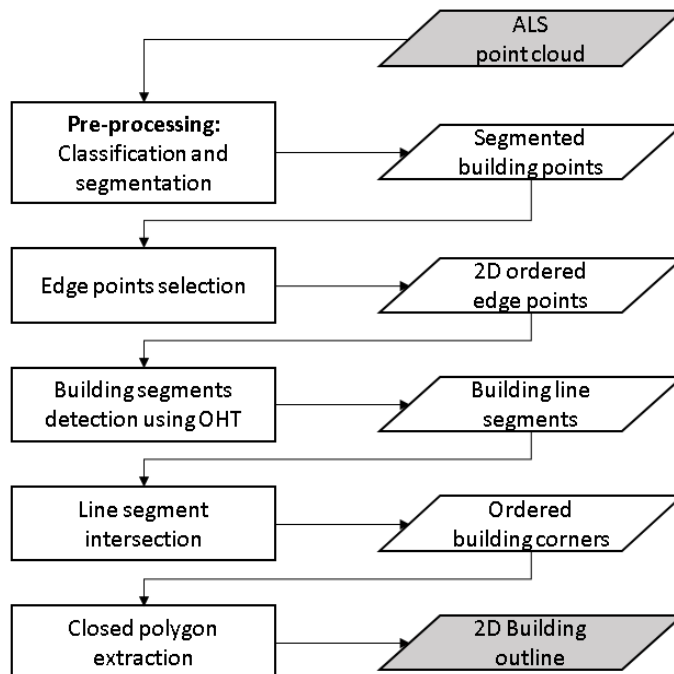 ALS
point cloud
Pre-processing:
Classification and
segmentation
Segmented
building points
Edge points selection
2D ordered
edge points
Building segments
detection using OHT
Building line
segments
Line segment
intersection
Ordered
building corners
Closed polygon
extraction
2D Building
outline